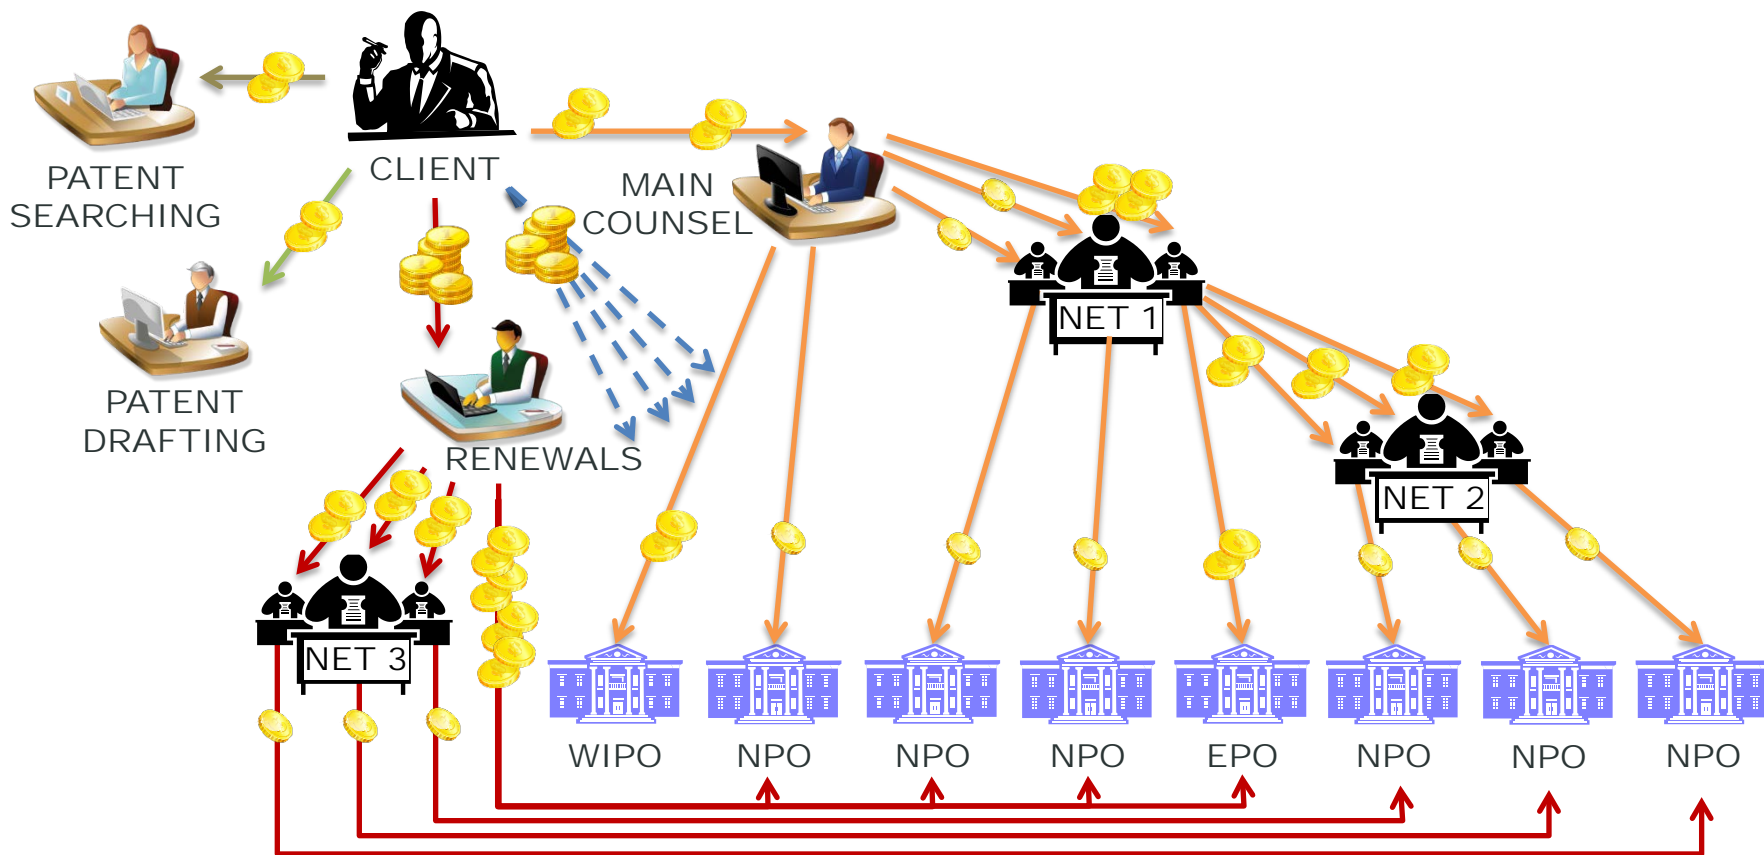 PATENT
SEARCHING
CLIENT
MAIN
COUNSEL
NET 1
PATENT
DRAFTING
RENEWALS
NET 2
NET 3
WIPO
NPO
NPO
NPO
EPO
NPO
NPO
NPO